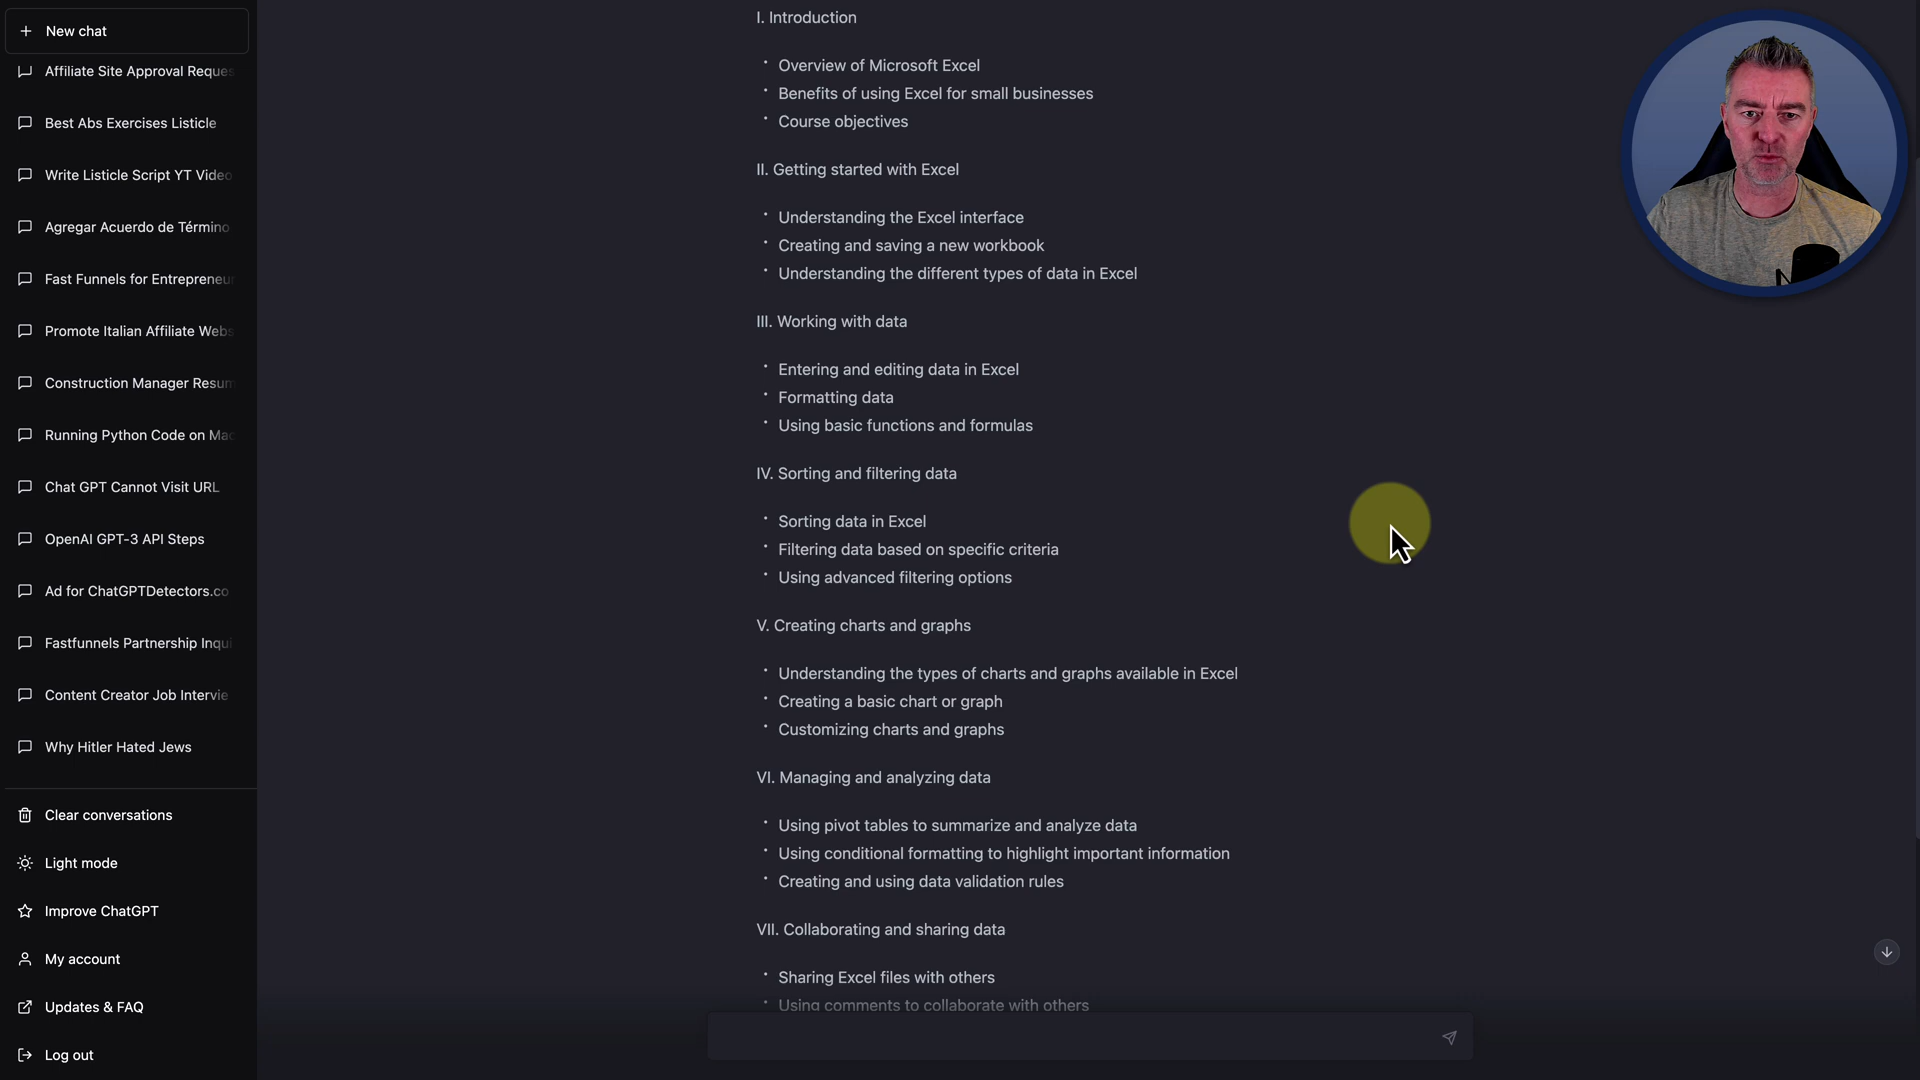 New chat
Affiliate Site Approval Reques
Best Abs Exercises Listicle
Write Listicle Script YT Video
Agregar Acuerdo de Término
Fast Funnels for Entrepreneur
Promote Italian Affiliate Webs
Construction Manager Resum
Running Python Code on Mac
Chat GPT Cannot Visit URL
OpenAI GPT-3 API Steps
Ad for ChatGPTDetectors.co
Fastfunnels Partnership Inqui
Content Creator Job Intervie
Why Hitler Hated Jews
Clear conversations
Light mode
Improve ChatGPT
My account
Updates & FAQ
Log out
I. Introduction
• Overview of Microsoft Excel
• Benefits of using Excel for small businesses
• Course objectives
II. Getting started with Excel
• Understanding the Excel interface
• Creating and saving a new workbook
• Understanding the different types of data in Excel
III. Working with data
• Entering and editing data in Excel
• Formatting data
• Using basic functions and formulas
IV. Sorting and filtering data
• Sorting data in Excel
• Filtering data based on specific criteria
• Using advanced filtering options
V. Creating charts and graphs
• Understanding the types of charts and graphs available in Excel
• Creating a basic chart or graph
• Customizing charts and graphs
VI. Managing and analyzing data
• Using pivot tables to summarize and analyze data
• Using conditional formatting to highlight important information
• Creating and using data validation rules
VII. Collaborating and sharing data
• Sharing Excel files with others
• Using comments to collaborate with others